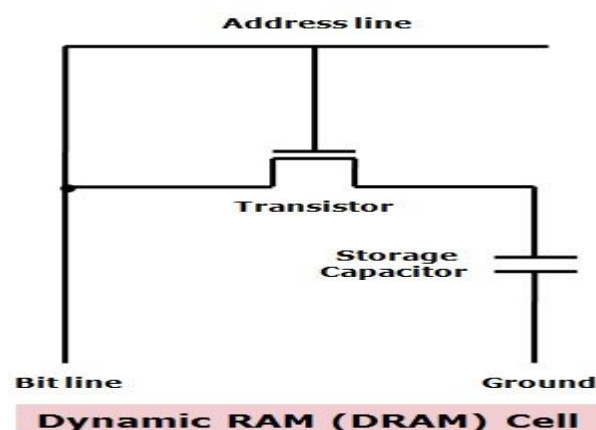 Address line
Transistor
Storage
Capacitor
Bit line
Ground
Dynamic RAM (DRAM) Cell